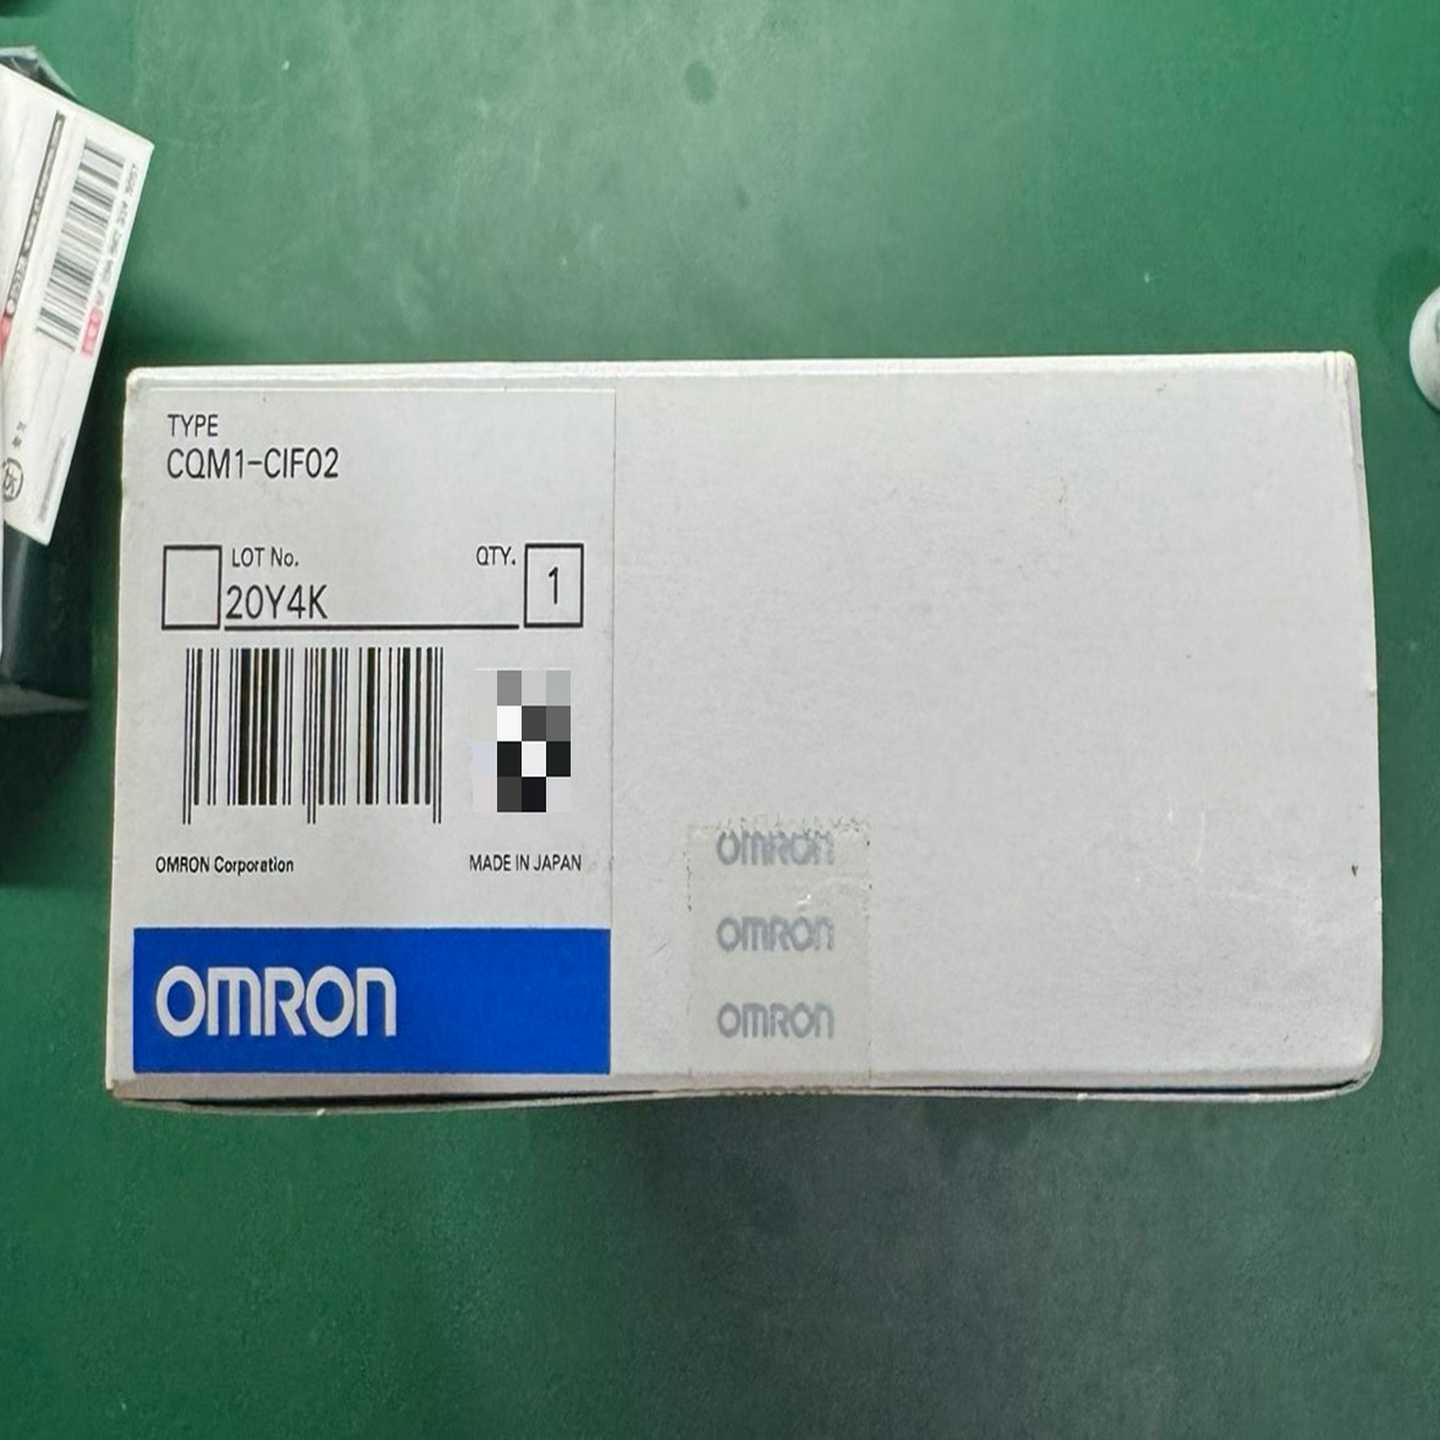 TYPE
CQM1-CIF02
LOT No.
QTY.
20Y4K
1
OMRON Corporation
MADE IN JAPAN
OMRON
OMRON
OMRON
OMRON